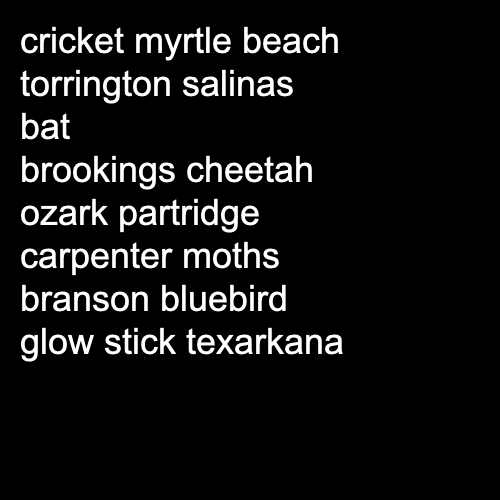 cricket myrtle beach
torrington salinas
bat
brookings cheetah
ozark partridge
carpenter moths
branson bluebird
glow stick texarkana